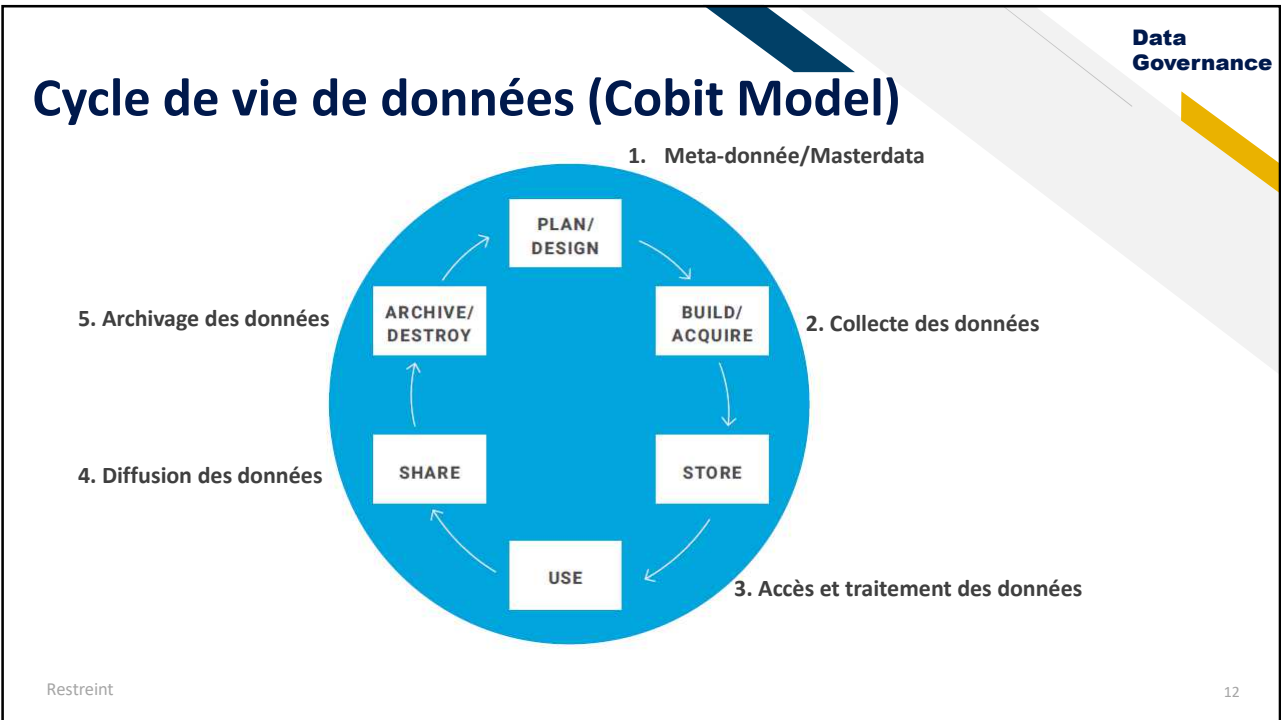 Data
Governance
Cycle de vie de données (Cobit Model)
1. Meta-donnée/Masterdata
PLAN/
DESIGN
BUILD/
ACQUIRE
2. Collecte des données
STORE
USE
3. Accès et traitement des données
SHARE
4. Diffusion des données
ARCHIVE/
DESTROY
5. Archivage des données
Restreint
12